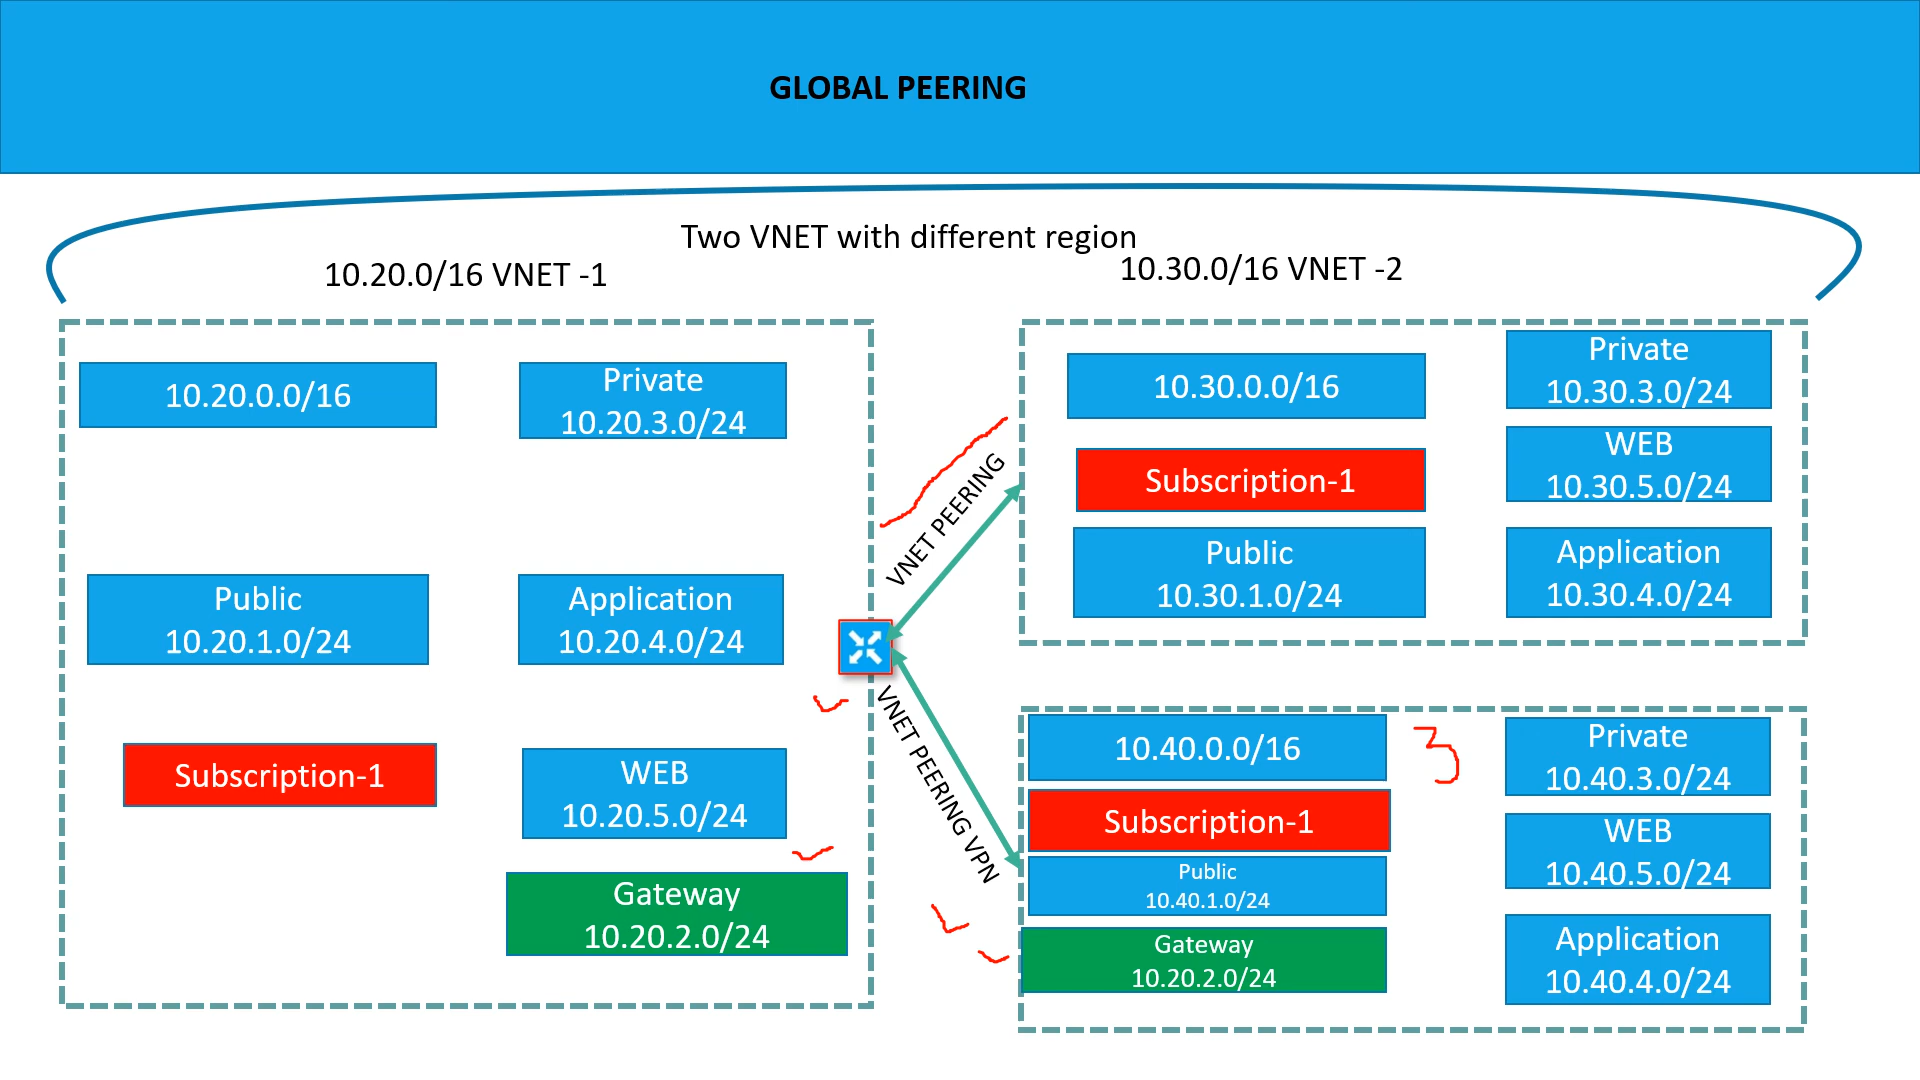 GLOBAL PEERING
Two VNET with different region
10.20.0/16 VNET -1
10.30.0/16 VNET -2
10.20.0.0/16
Private
10.20.3.0/24
Public
10.20.1.0/24
Application
10.20.4.0/24
Subscription-1
WEB
10.20.5.0/24
Gateway
10.20.2.0/24
VNET PEERING
VNET PEERING VPN
10.30.0.0/16
Private
10.30.3.0/24
Subscription-1
WEB
10.30.5.0/24
Public
10.30.1.0/24
Application
10.30.4.0/24
10.40.0.0/16
3
Private
10.40.3.0/24
Subscription-1
WEB
10.40.5.0/24
Public
10.40.1.0/24
Gateway
10.20.2.0/24
Application
10.40.4.0/24